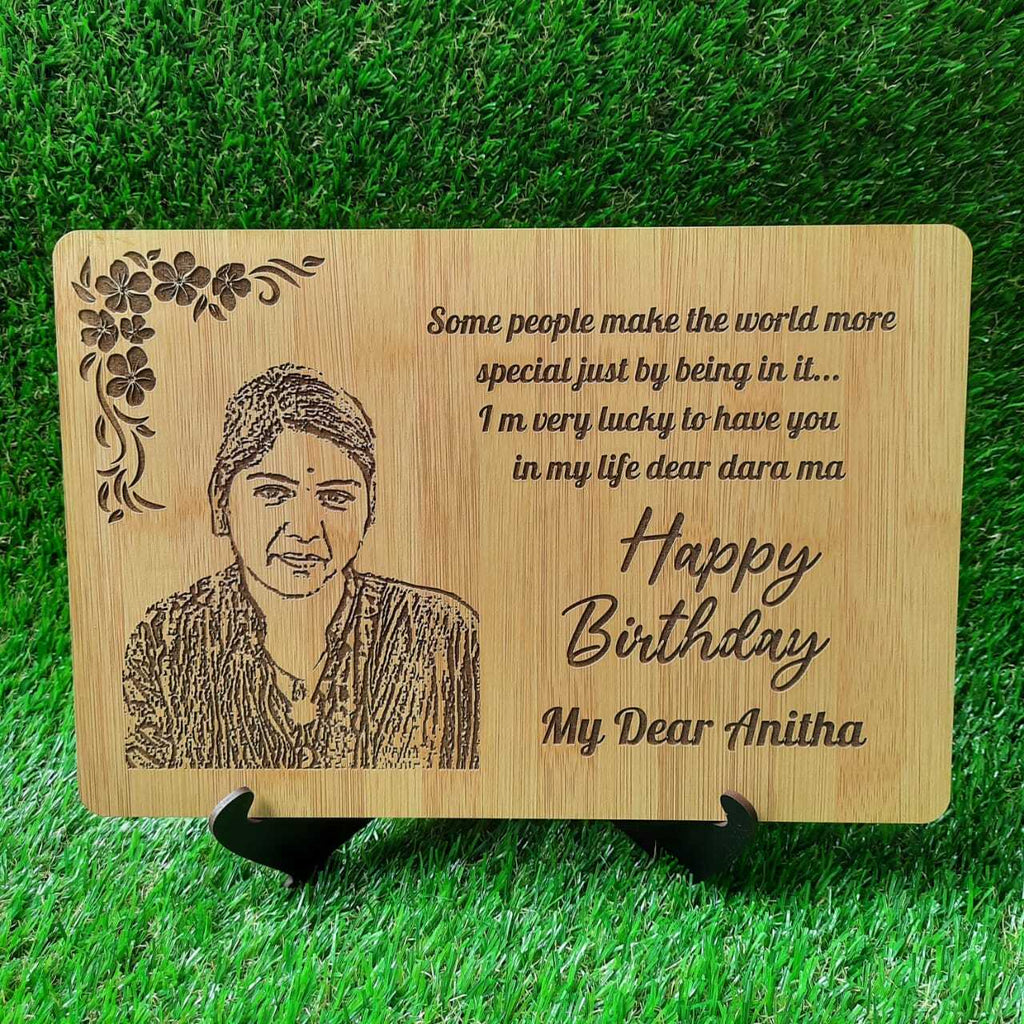 Some people make the world more
special just by being in it...
I m very lucky to have you
in my life dear dara ma
Happy
Birthday
My Dear Anitha